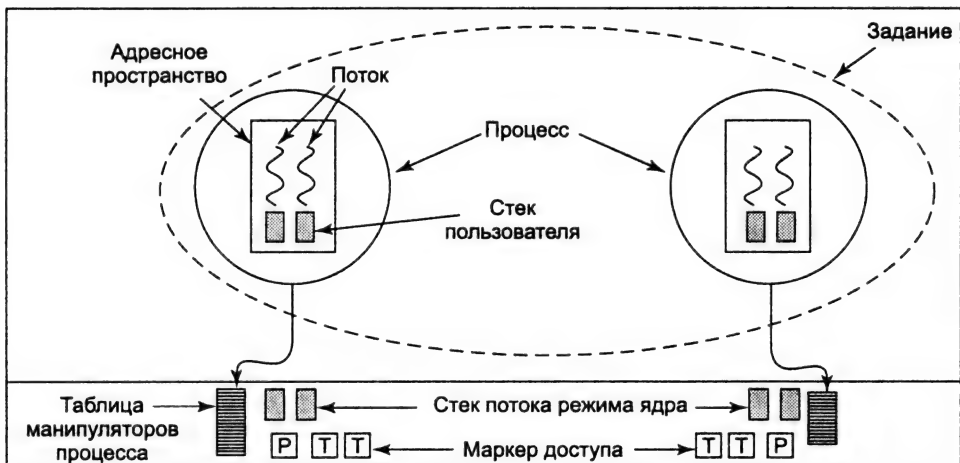 Задание
Адресное
пространство
Поток
Процесс
Стек
пользователя
Таблица
манипуляторов
процесса
Стек потока режима ядра
P T T
Маркер доступа
T T P